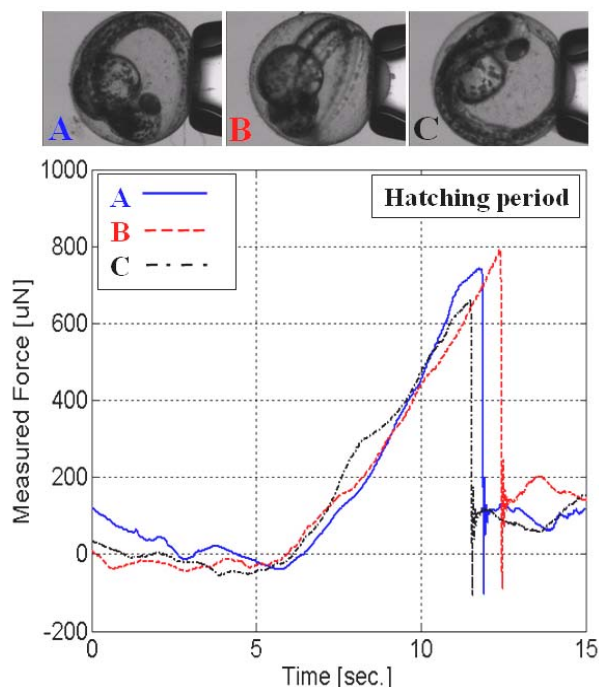 A B C
1000
A
Hatching period
800
B
C
600
400
200
0
-200
0 5 10 15
Measured Force [uN]
Time [sec.]